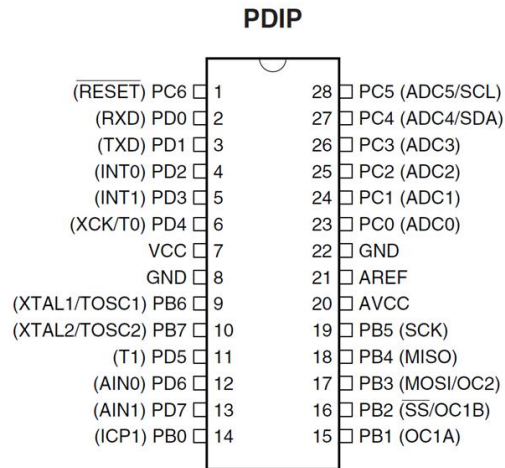 PDIP
(RESET) PC6 1 28 PC5 (ADC5/SCL)
(RXD) PD0 2 27 PC4 (ADC4/SDA)
(TXD) PD1 3 26 PC3 (ADC3)
(INT0) PD2 4 25 PC2 (ADC2)
(INT1) PD3 5 24 PC1 (ADC1)
(XCK/T0) PD4 6 23 PC0 (ADC0)
VCC 7 22 GND
GND 8 21 AREF
(XTAL1/TOSC1) PB6 9 20 AVCC
(XTAL2/TOSC2) PB7 10 19 PB5 (SCK)
(T1) PD5 11 18 PB4 (MISO)
(AIN0) PD6 12 17 PB3 (MOSI/OC2)
(AIN1) PD7 13 16 PB2 (SS/OC1B)
(ICP1) PB0 14 15 PB1 (OC1A)